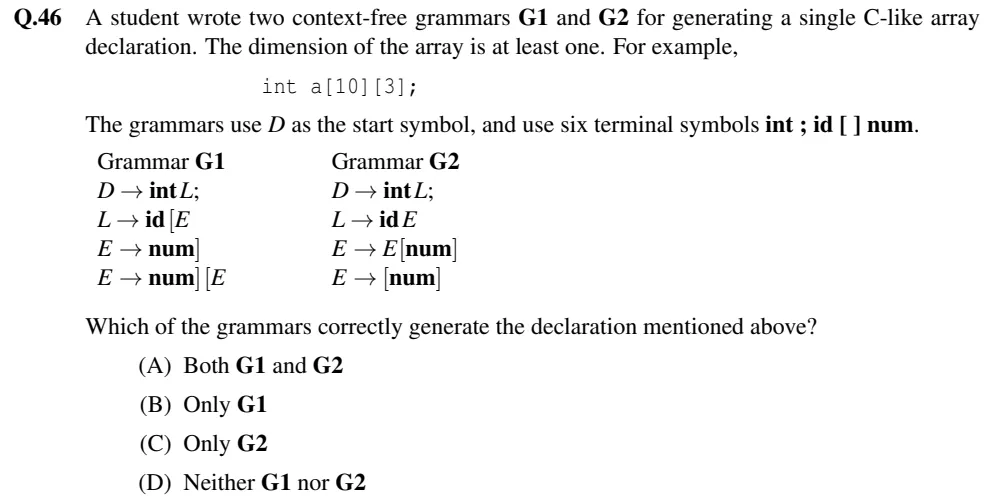 Q.46 A student wrote two context-free grammars G1 and G2 for generating a single C-like array
declaration. The dimension of the array is at least one. For example,
int a[10][3];
The grammars use D as the start symbol, and use six terminal symbols int ; id [ ] num.
Grammar G1 Grammar G2
D → int L; D → int L;
L → id [E L → id E
E → num] E → E[num]
E → num] [E E → [num]
Which of the grammars correctly generate the declaration mentioned above?
(A) Both G1 and G2
(B) Only G1
(C) Only G2
(D) Neither G1 nor G2